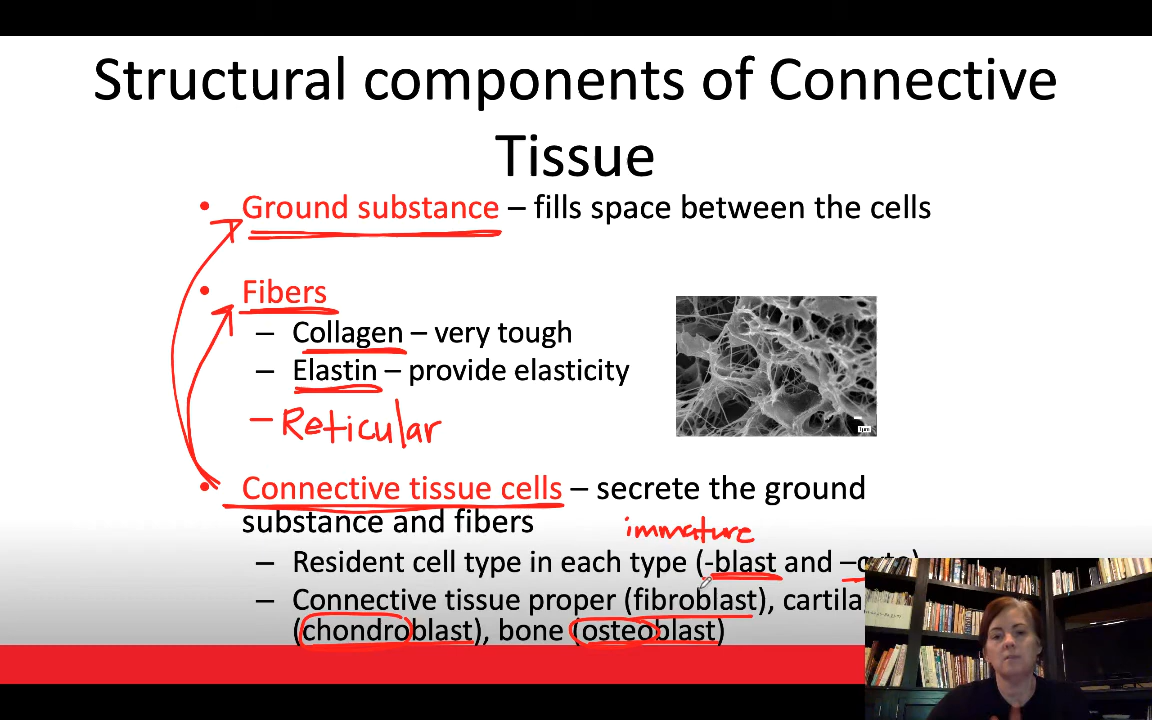 Structural components of Connective
Tissue
• Ground substance – fills space between the cells
• Fibers
– Collagen – very tough
– Elastin – provide elasticity
– Reticular
• Connective tissue cells – secrete the ground
substance and fibers
immature
– Resident cell type in each type (-blast and
– Connective tissue proper (fibroblast),
(chondroblast), bone (osteoblast)
1μm